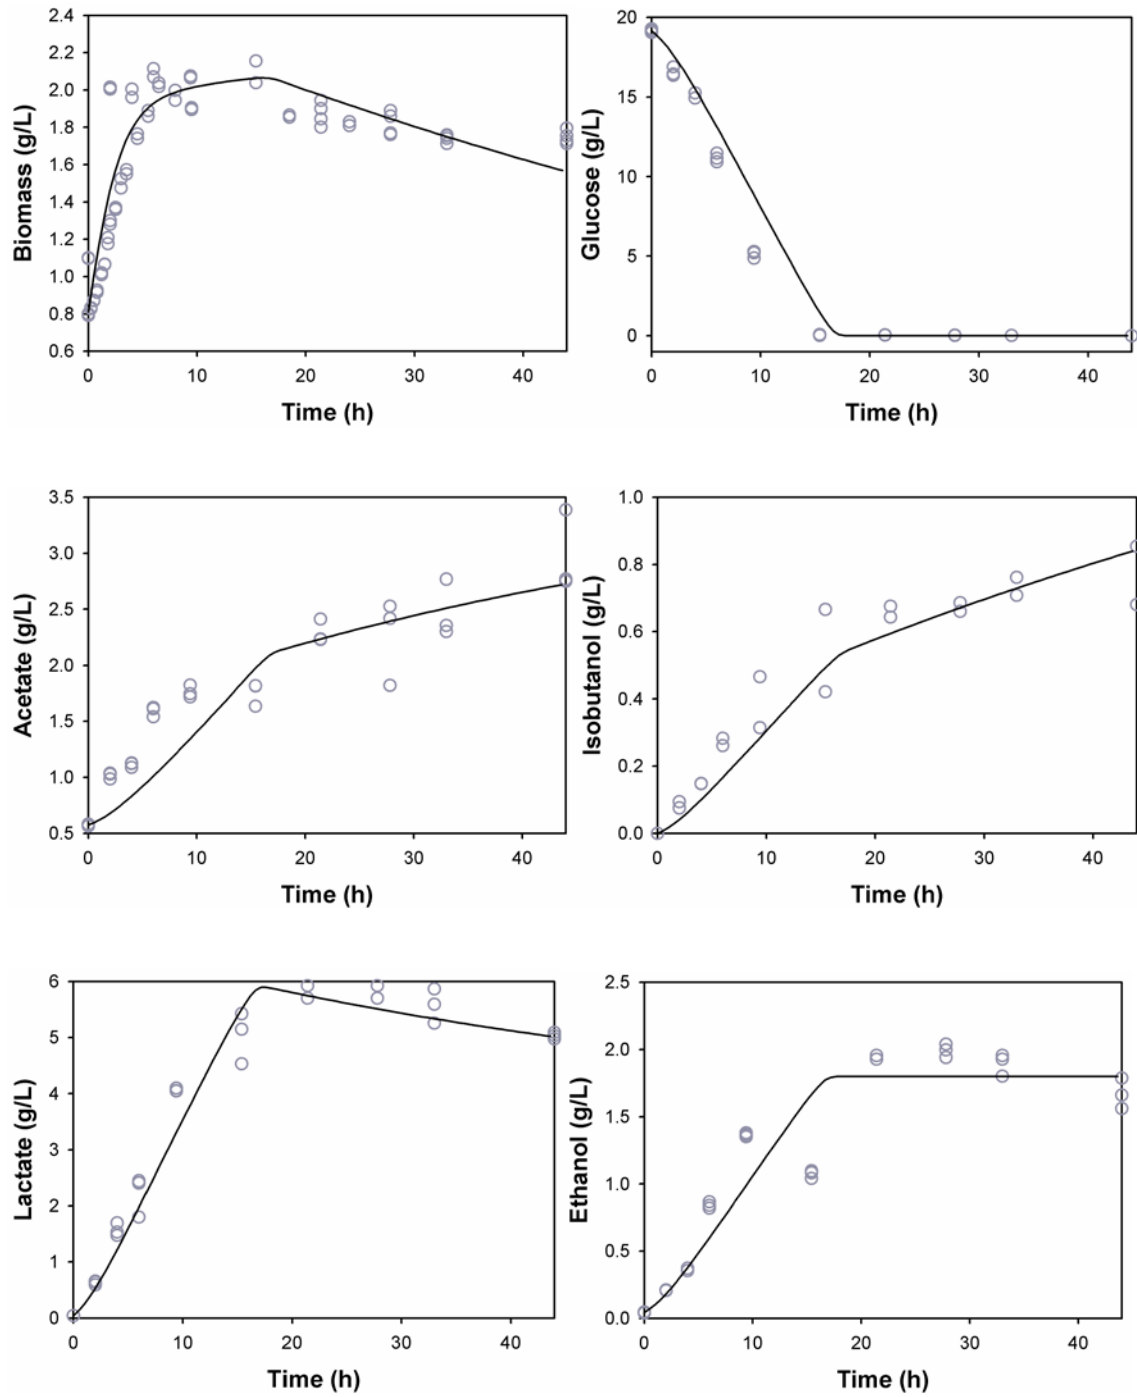 Biomass (g/L)
2.4
2.2
2.0
1.8
1.6
1.4
1.2
1.0
0.8
0.6
0 10 20 30 40
Time (h)
Glucose (g/L)
20
15
10
5
0
0 10 20 30 40
Time (h)
Acetate (g/L)
3.5
3.0
2.5
2.0
1.5
1.0
0.5
0 10 20 30 40
Time (h)
Isobutanol (g/L)
1.0
0.8
0.6
0.4
0.2
0.0
0 10 20 30 40
Time (h)
Lactate (g/L)
6
5
4
3
2
1
0
0 10 20 30 40
Time (h)
Ethanol (g/L)
2.5
2.0
1.5
1.0
0.5
0.0
0 10 20 30 40
Time (h)